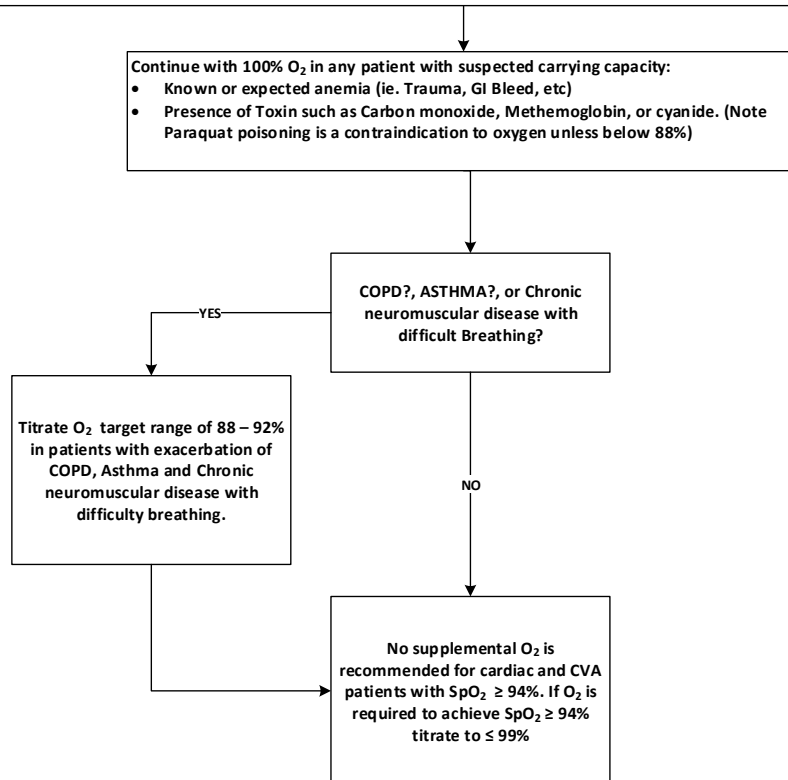 Continue with 100% O₂ in any patient with suspected carrying capacity:
• Known or expected anemia (ie. Trauma, GI Bleed, etc)
• Presence of Toxin such as Carbon monoxide, Methemoglobin, or cyanide. (Note
Paraquat poisoning is a contraindication to oxygen unless below 88%)
COPD?, ASTHMA?, or Chronic
neuromuscular disease with
difficult Breathing?
YES
Titrate O₂ target range of 88 – 92%
in patients with exacerbation of
COPD, Asthma and Chronic
neuromuscular disease with
difficulty breathing.
NO
No supplemental O₂ is
recommended for cardiac and CVA
patients with SpO₂ ≥ 94%. If O₂ is
required to achieve SpO₂ ≥ 94%
titrate to ≤ 99%